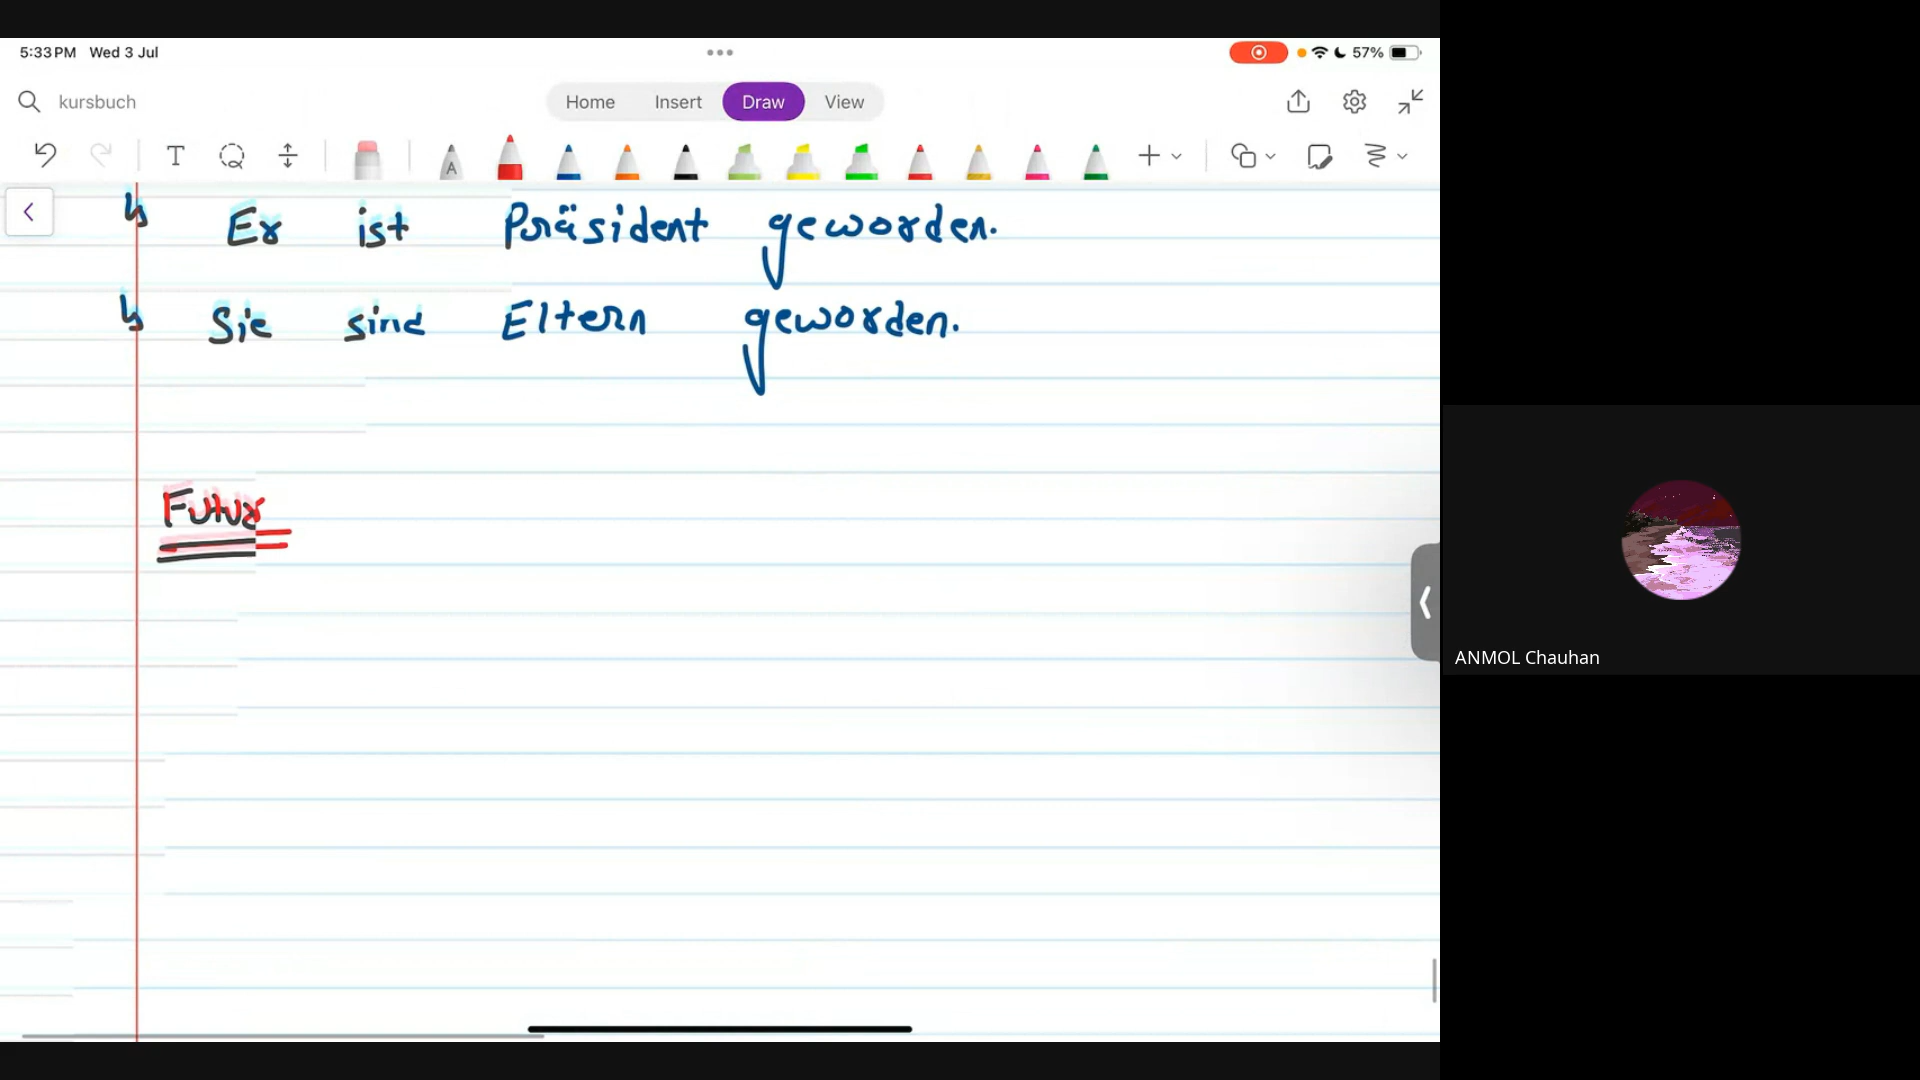 5:33 PM Wed 3 Jul 57%
kursbuch Home Insert Draw View
T A
↳ Er ist Präsident geworden.
↳ Sie sind Eltern geworden.
Futur
ANMOL Chauhan